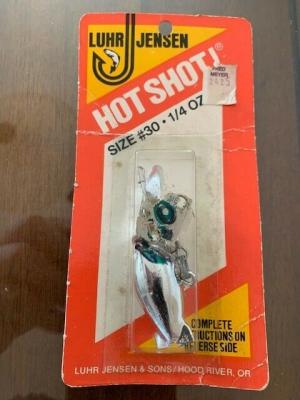 LUHR JENSEN
HOT SHOT! ®
FRED
MEYER
SIZE #30 • 1/4 OZ
COMPLETE
RUCTIONS ON
REVERSE SIDE
LUHR JENSEN & SONS/HOOD RIVER, OR